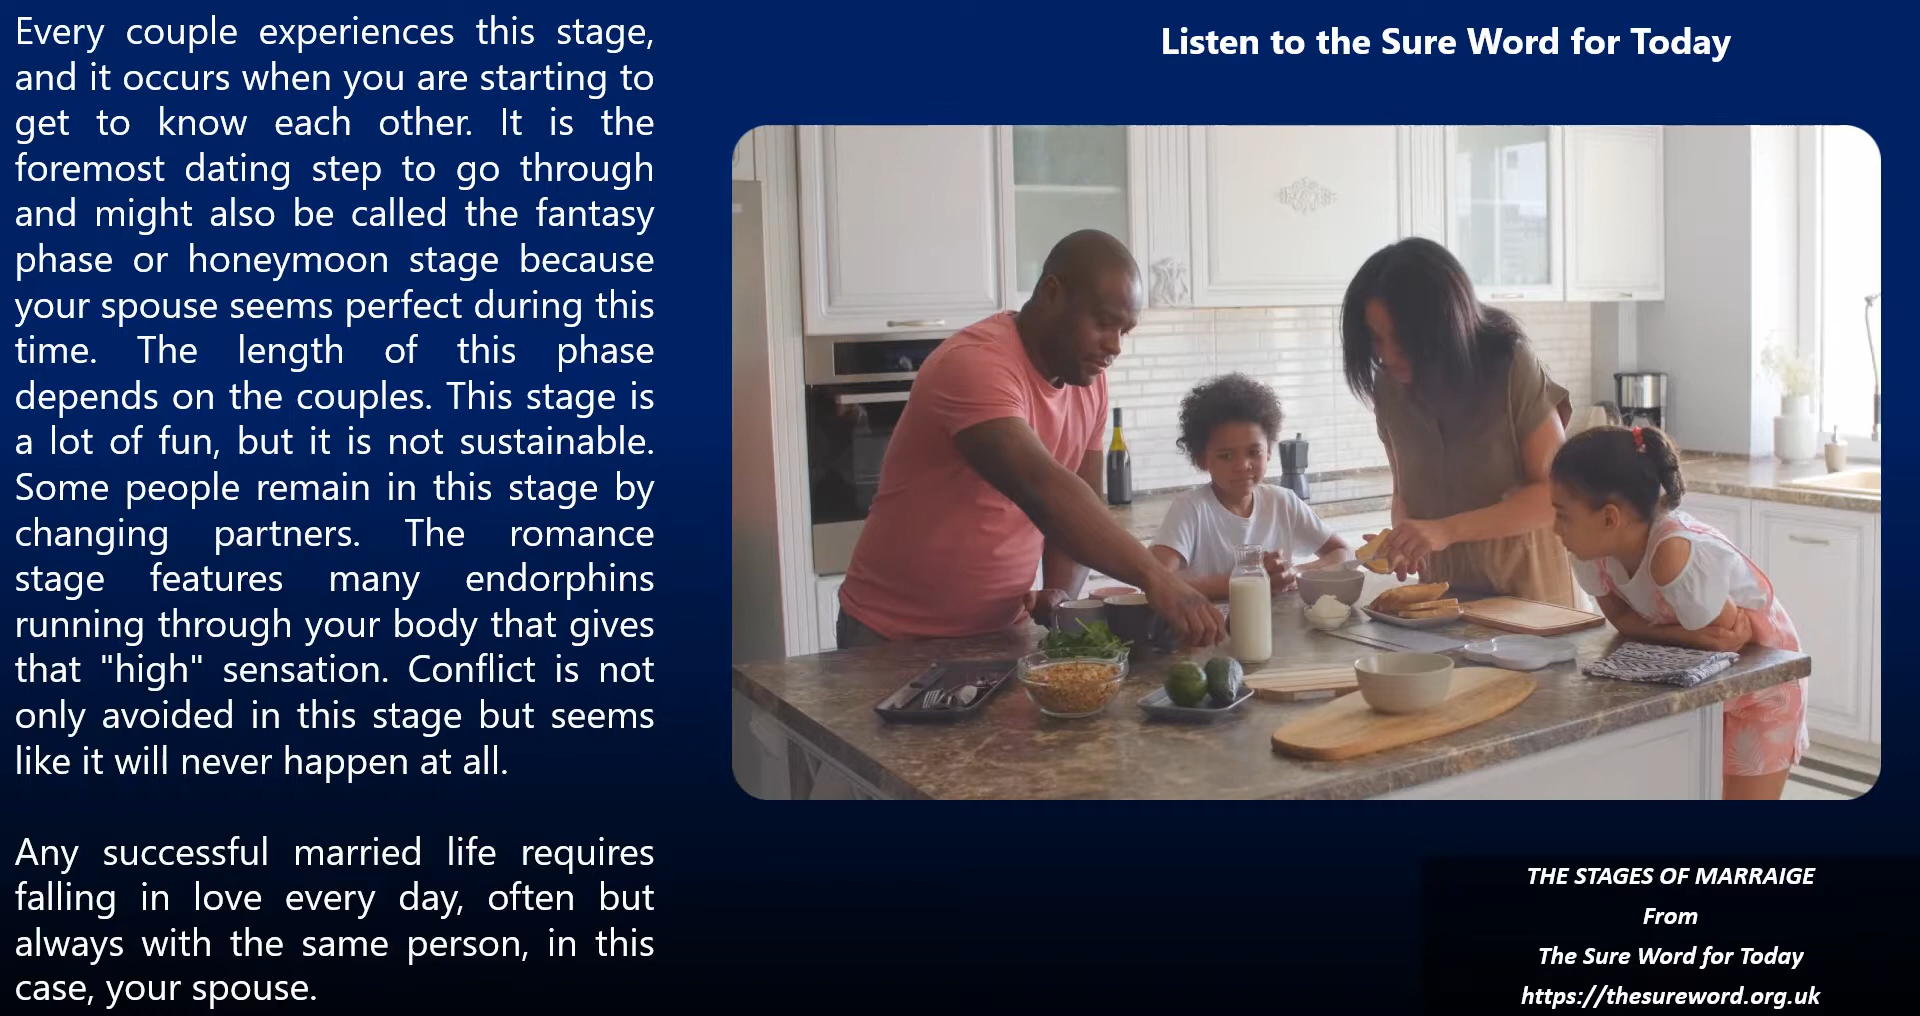 Every couple experiences this stage,
and it occurs when you are starting to
get to know each other. It is the
foremost dating step to go through
and might also be called the fantasy
phase or honeymoon stage because
your spouse seems perfect during this
time. The length of this phase
depends on the couples. This stage is
a lot of fun, but it is not sustainable.
Some people remain in this stage by
changing partners. The romance
stage features many endorphins
running through your body that gives
that "high" sensation. Conflict is not
only avoided in this stage but seems
like it will never happen at all.
Any successful married life requires
falling in love every day, often but
always with the same person, in this
case, your spouse.
Listen to the Sure Word for Today
THE STAGES OF MARRAIGE
From
The Sure Word for Today
https://thesureword.org.uk